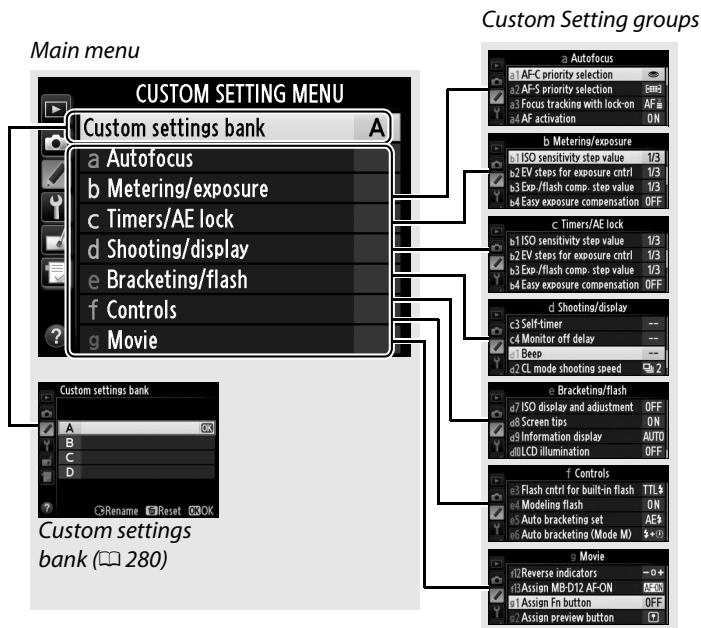 Custom Setting groups
Main menu
CUSTOM SETTING MENU
Custom settings bank A
a Autofocus
b Metering/exposure
c Timers/AE lock
d Shooting/display
e Bracketing/flash
f Controls
g Movie
?
Custom settings bank
A OK
B
C
D
?
Rename Reset OK OK
Custom settings
bank (280)
a Autofocus
a1 AF-C priority selection
a2 AF-S priority selection
a3 Focus tracking with lock-on AF
a4 AF activation ON
b Metering/exposure
b1 ISO sensitivity step value 1/3
b2 EV steps for exposure cntrl 1/3
b3 Exp./flash comp. step value 1/3
b4 Easy exposure compensation OFF
c Timers/AE lock
b1 ISO sensitivity step value 1/3
b2 EV steps for exposure cntrl 1/3
b3 Exp./flash comp. step value 1/3
b4 Easy exposure compensation OFF
d Shooting/display
c3 Self-timer --
c4 Monitor off delay --
d1 Beep --
d2 CL mode shooting speed 2
e Bracketing/flash
d7 ISO display and adjustment OFF
d8 Screen tips ON
d9 Information display AUTO
d10 LCD illumination OFF
f Controls
e3 Flash cntrl for built-in flash TTL
e4 Modeling flash ON
e5 Auto bracketing set AE
e6 Auto bracketing (Mode M)
g Movie
f12 Reverse indicators -0+
f13 Assign MB-D12 AF-ON AF-ON
g1 Assign Fn button OFF
g2 Assign preview button